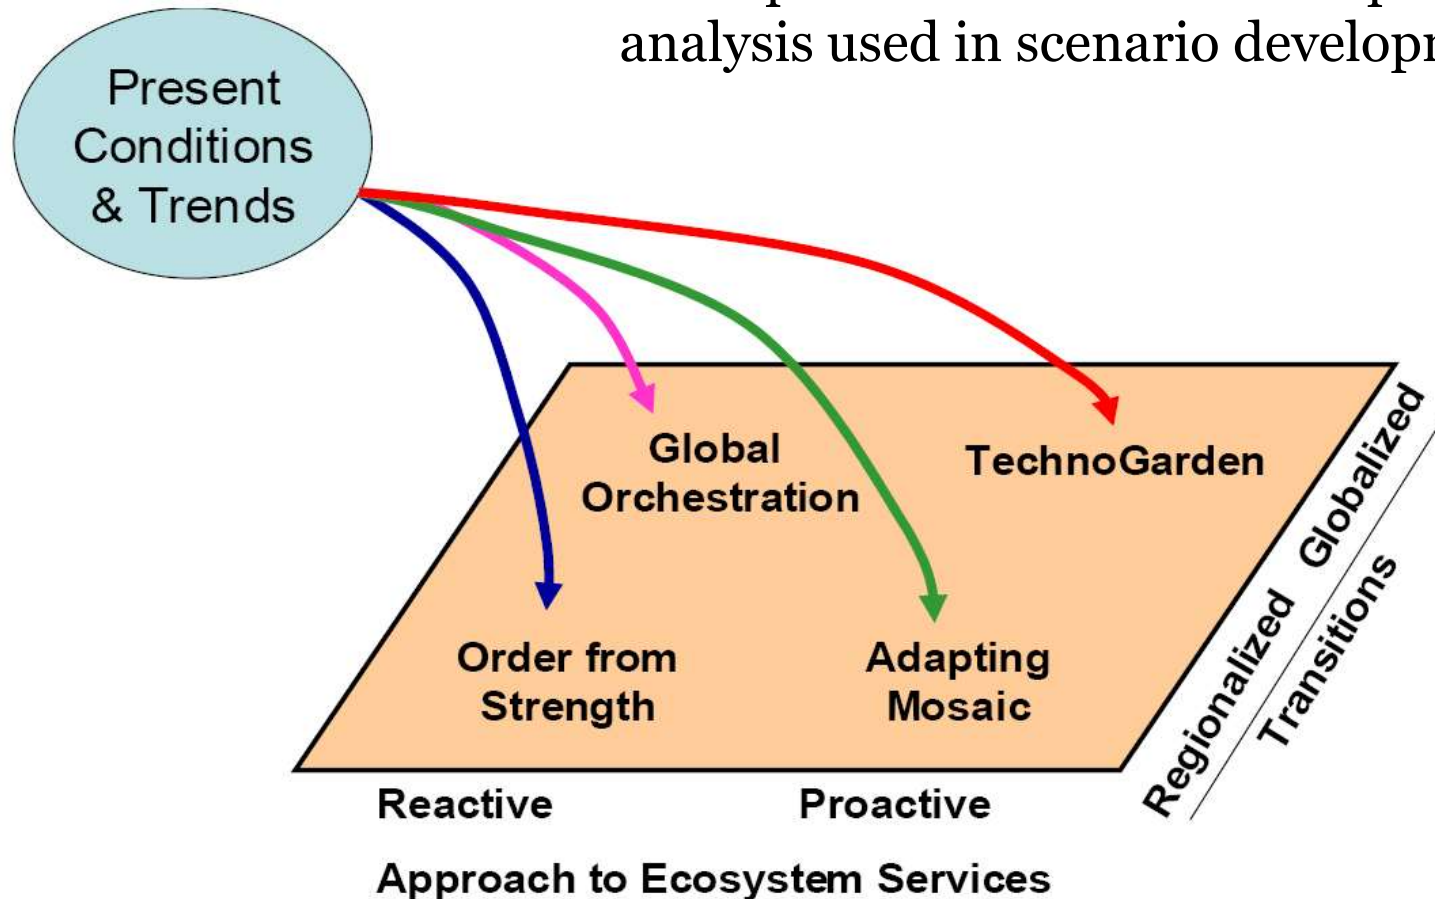 analysis used in scenario
Present
Conditions
& Trends
Global
Orchestration
TechnoGarden
Order from
Strength
Adapting
Mosaic
Regionalized Globalized
Transitions
Reactive Proactive
Approach to Ecosystem Services